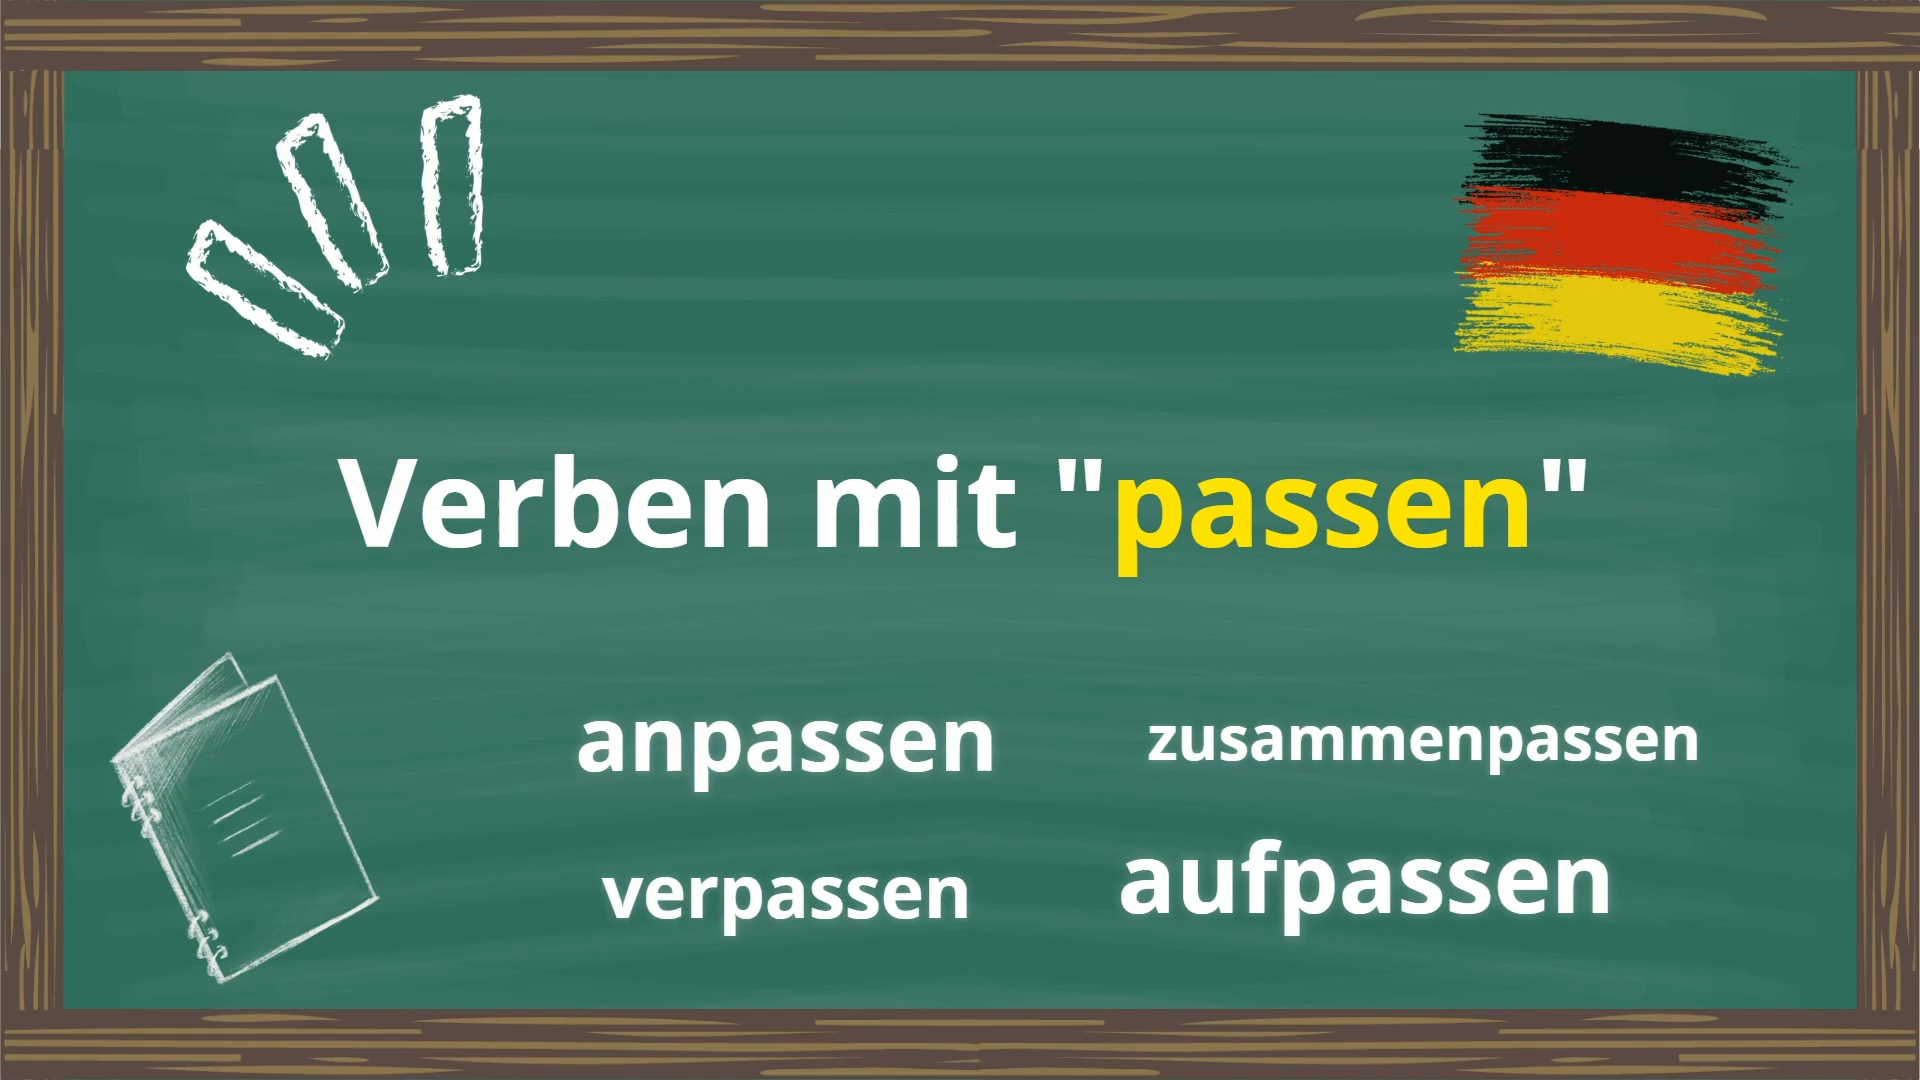 Verben mit "passen"
anpassen
zusammenpassen
verpassen
aufpassen